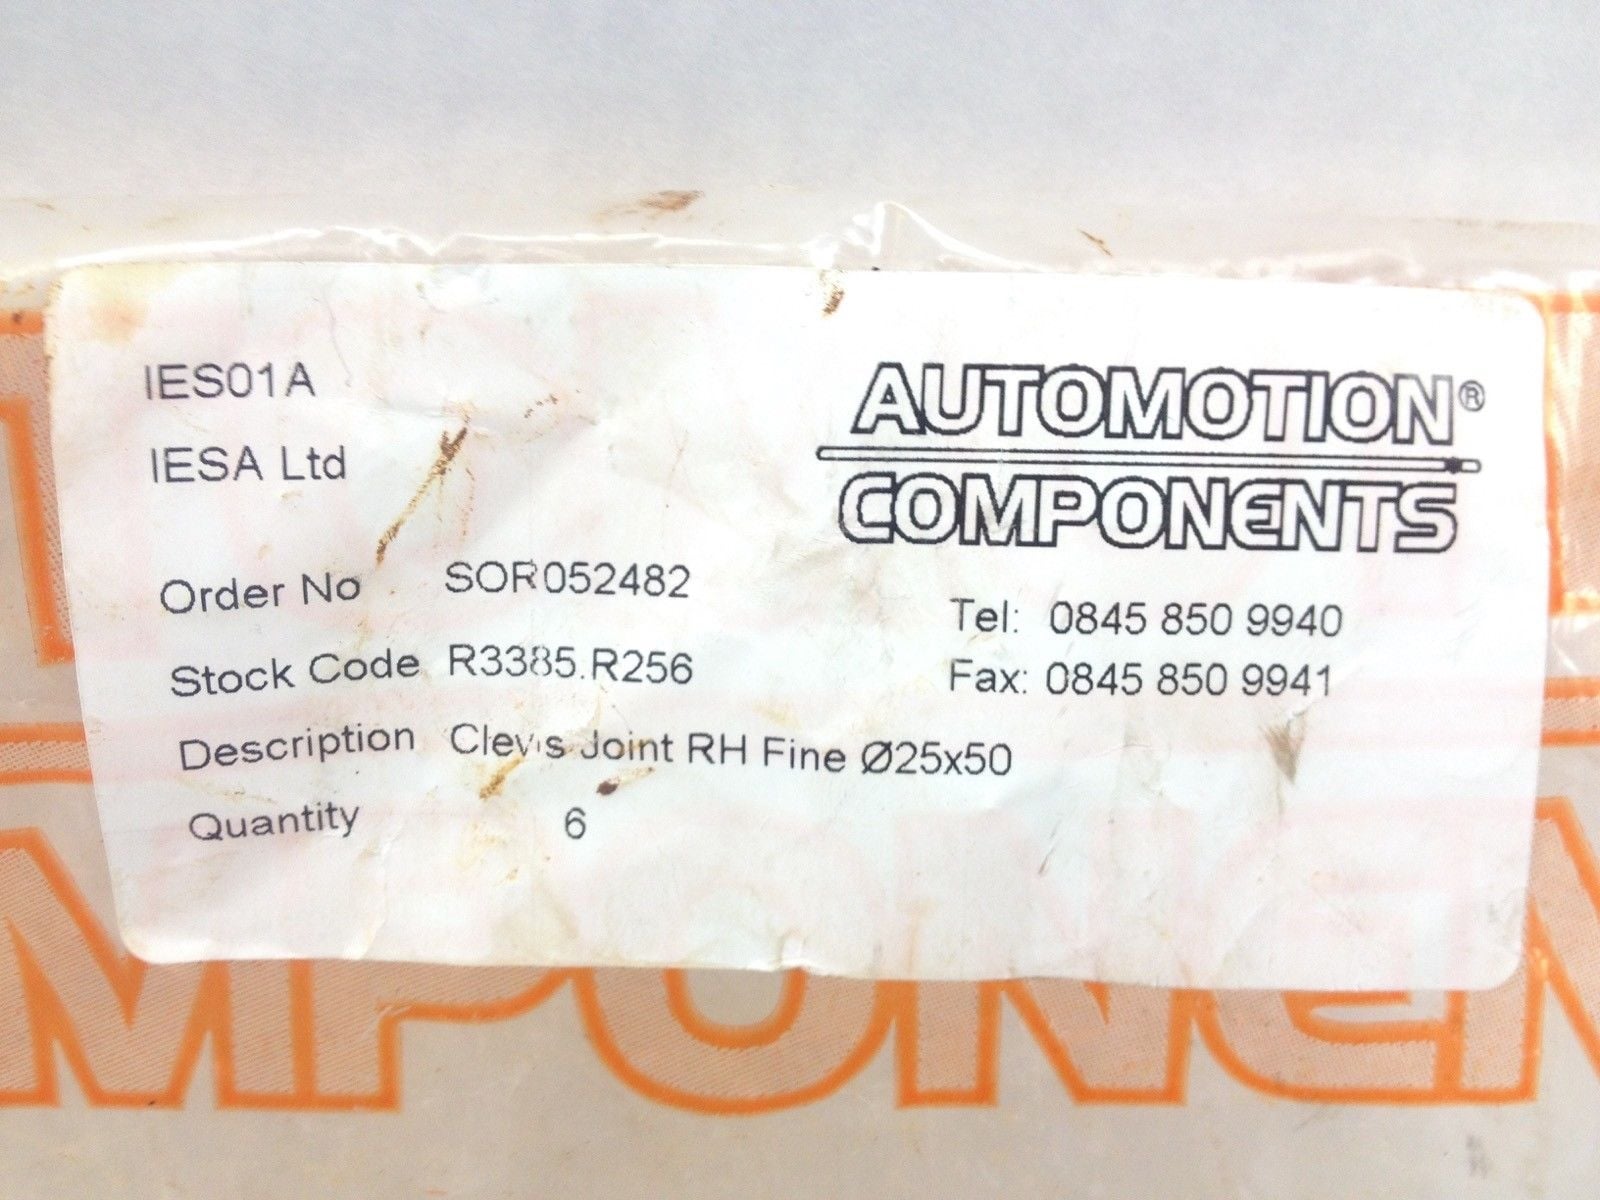 IES01A
IESA Ltd
AUTOMOTION®
COMPONENTS
Order No SOR052482
Stock Code R3385.R256
Description Clevis Joint RH Fine Ø25x50
Quantity 6
Tel: 0845 850 9940
Fax: 0845 850 9941
MPONEN